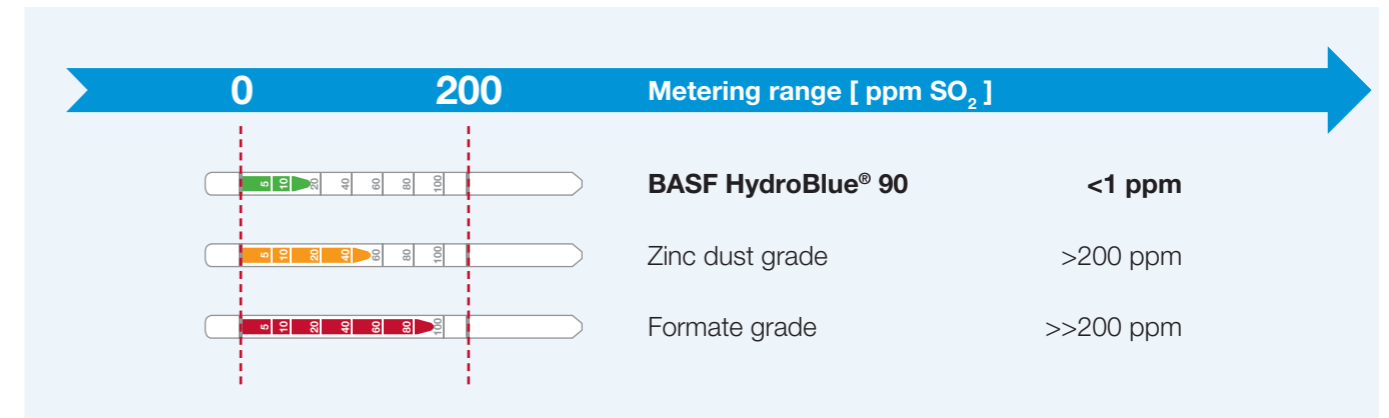 0 200 Metering range [ ppm SO₂ ]
5 10 20 40 60 80 100
BASF HydroBlue® 90 <1 ppm
5 10 20 40 60 80 100
Zinc dust grade >200 ppm
5 10 20 40 60 80 100
Formate grade >>200 ppm